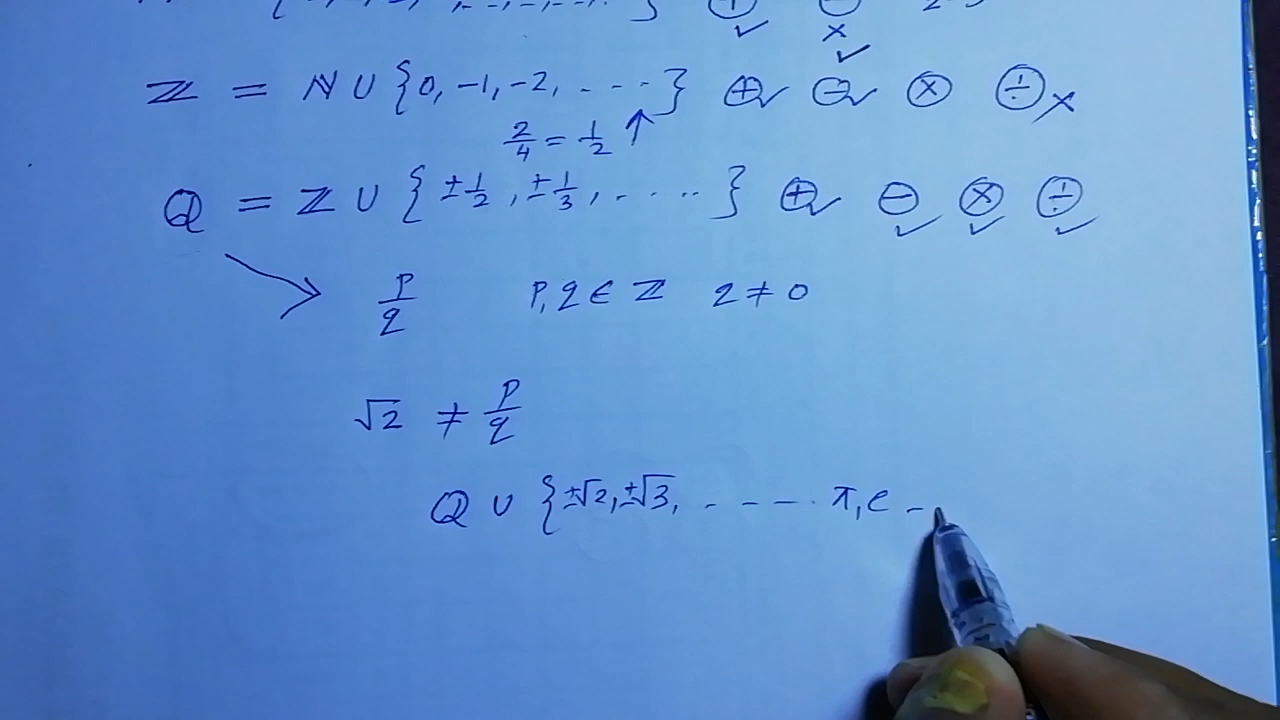 ✓ × ✓
ℤ = ℕ ∪ {0, -1, -2, . - - - } ⊕✓ ⊖✓ ⊗ ⨸×
2/4 = 1/2 ↑
ℚ = ℤ ∪ {±1/2, ±1/3, . . . . . } ⊕✓ ⊖✓ ⊗✓ ⨸✓
p/q p,q ∈ ℤ q ≠ 0
√2 ≠ p/q
ℚ ∪ {±√2, ±√3, - - - - . π, e -